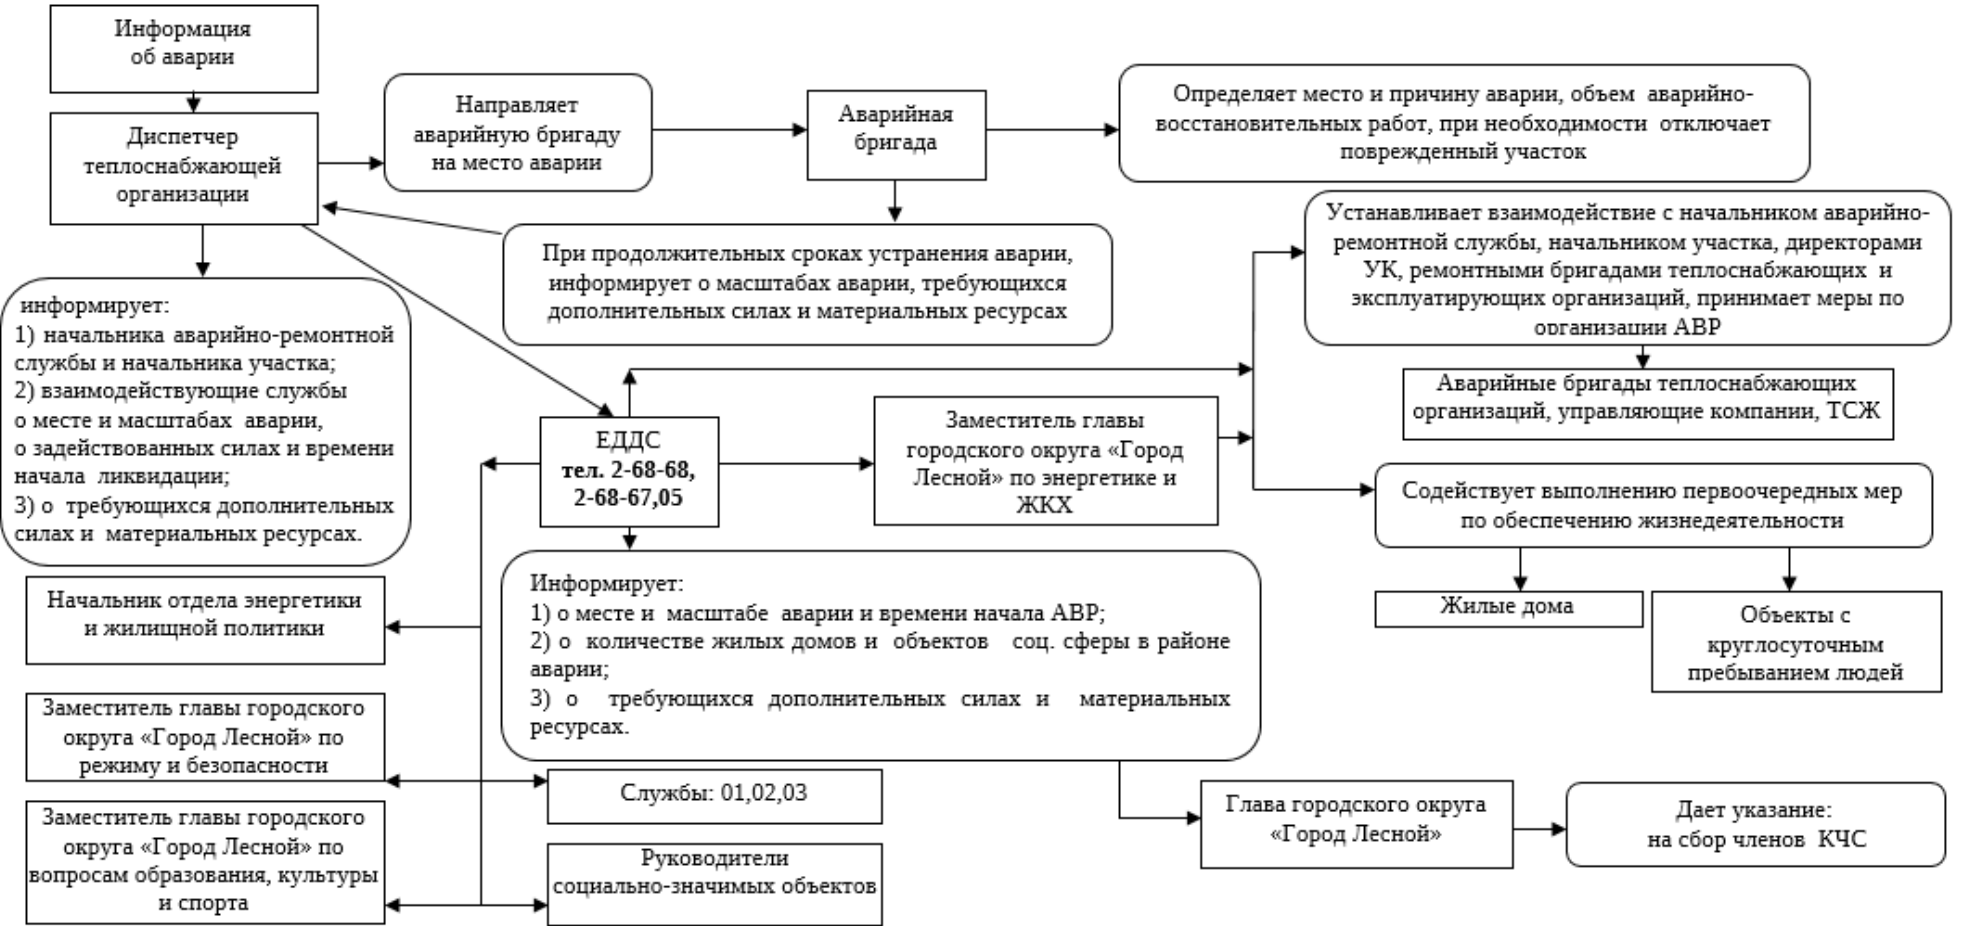 Информация
об аварии
Диспетчер
теплоснабжающей
организации
Направляет
аварийную бригаду
на место аварии
Аварийная
бригада
Определяет место и причину аварии, объем аварийно-
восстановительных работ, при необходимости отключает
поврежденный участок
При продолжительных сроках устранения аварии,
информирует о масштабах аварии, требующихся
дополнительных силах и материальных ресурсах
Устанавливает взаимодействие с начальником аварийно-
ремонтной службы, начальником участка, директорами
УК, ремонтными бригадами теплоснабжающих и
эксплуатирующих организаций, принимает меры по
организации АВР
Аварийные бригады теплоснабжающих
организаций, управляющие компании, ТСЖ
информирует:
1) начальника аварийно-ремонтной
службы и начальника участка;
2) взаимодействующие службы
о месте и масштабах аварии,
о задействованных силах и времени
начала ликвидации;
3) о требующихся дополнительных
силах и материальных ресурсах.
ЕДДС
тел. 2-68-68,
2-68-67,05
Заместитель главы
городского округа «Город
Лесной» по энергетике и
ЖКХ
Содействует выполнению первоочередных мер
по обеспечению жизнедеятельности
Жилые дома
Объекты с
круглосуточным
пребыванием людей
Информирует:
1) о месте и масштабе аварии и времени начала АВР;
2) о количестве жилых домов и объектов соц. сферы в районе
аварии;
3) о требующихся дополнительных силах и материальных
ресурсах.
Начальник отдела энергетики
и жилищной политики
Заместитель главы городского
округа «Город Лесной» по
режиму и безопасности
Заместитель главы городского
округа «Город Лесной» по
вопросам образования, культуры
и спорта
Службы: 01,02,03
Руководители
социально-значимых объектов
Глава городского округа
«Город Лесной»
Дает указание:
на сбор членов КЧС